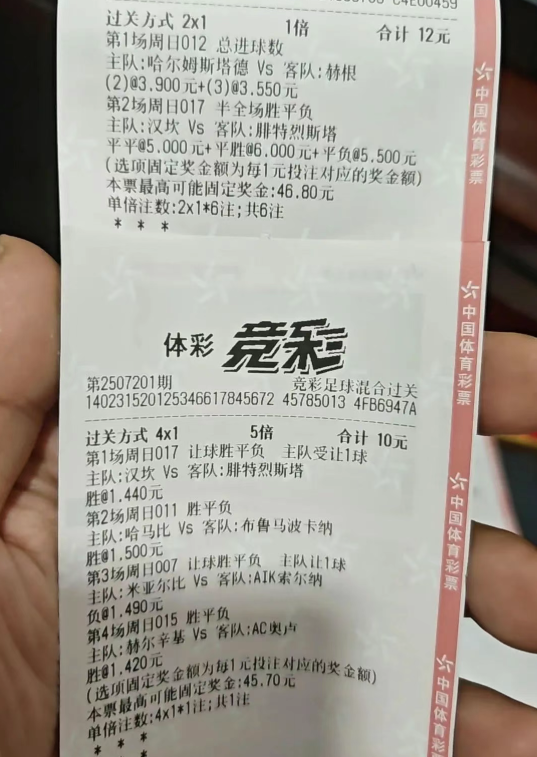 C4E00459
过关方式 2x1 1倍 合计 12元
第1场周日012 总进球数
主队:哈尔姆斯塔德 Vs 客队:赫根
(2)@3.900元+(3)@3.550元
第2场周日017 半全场胜平负
主队:汉坎 Vs 客队:腓特烈斯塔
平平@5.000元+平胜@6.000元+平负@5.500元
(选项固定奖金额为每1元投注对应的奖金额)
本票最高可能固定奖金:46.80元
单倍注数:2x1*6注;共6注
* * *
中国体育彩票
体彩 竞彩
第2507201期 竞彩足球混合过关
140231520125346617845672 45785013 4FB6947A
中国体育彩票
过关方式 4x1 5倍 合计 10元
第1场周日017 让球胜平负 主队受让1球
主队:汉坎 Vs 客队:腓特烈斯塔
胜@1.440元
第2场周日011 胜平负
主队:哈马比 Vs 客队:布鲁马波卡纳
胜@1.500元
第3场周日007 让球胜平负 主队让1球
主队:米亚尔比 Vs 客队:AIK索尔纳
负@1.490元
第4场周日015 胜平负
主队:赫尔辛基 Vs 客队:AC奥卢
胜@1.420元
(选项固定奖金额为每1元投注对应的奖金额)
本票最高可能固定奖金:45.70元
单倍注数:4x1*1注;共1注
* * *
中国体育彩票
中国体育彩票